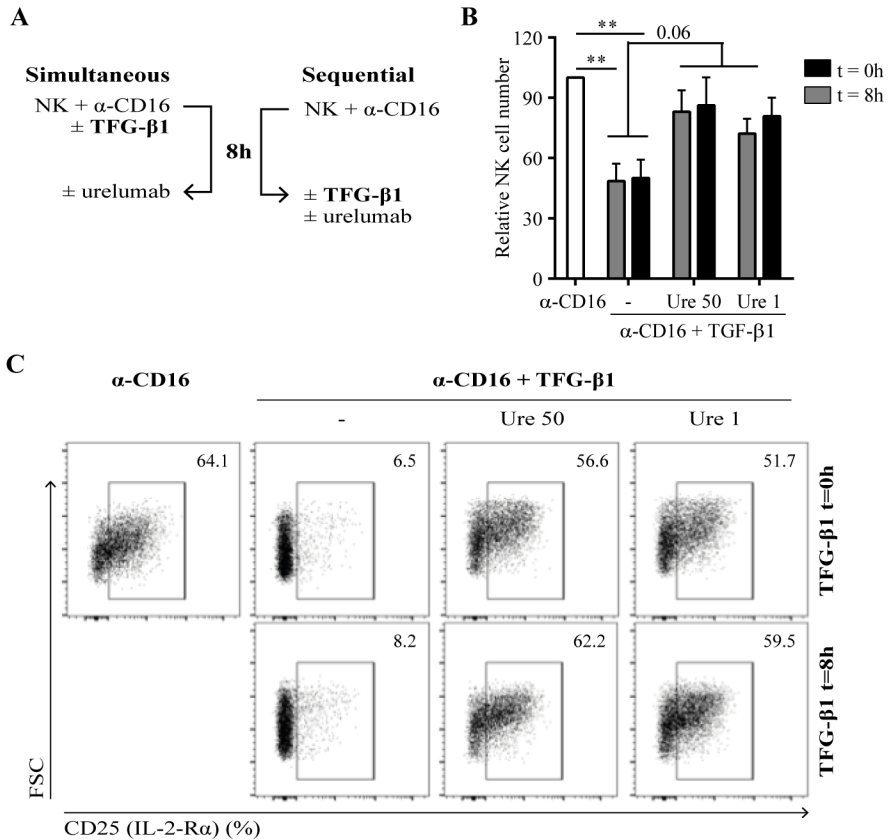 A
Simultaneous
NK + α-CD16
± TFG-β1
8h
± urelumab
Sequential
NK + α-CD16
± TFG-β1
± urelumab
B
Relative NK cell number
120
90
60
30
0
**
**
0.06
t = 0h
t = 8h
α-CD16
-
Ure 50
Ure 1
α-CD16 + TGF-β1
C
α-CD16
α-CD16 + TFG-β1
-
Ure 50
Ure 1
64.1
6.5
56.6
51.7
TFG-β1 t=0h
8.2
62.2
59.5
TFG-β1 t=8h
FSC
CD25 (IL-2-Rα) (%)